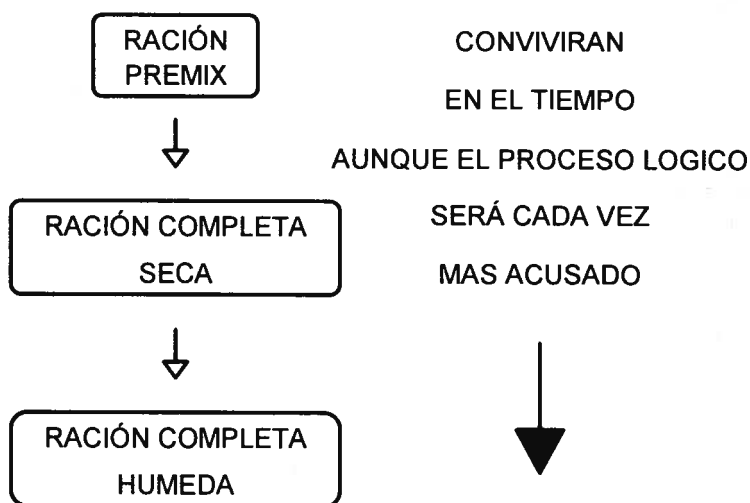 RACIÓN
PREMIX
RACIÓN COMPLETA
SECA
RACIÓN COMPLETA
HUMEDA
CONVIVIRAN
EN EL TIEMPO
AUNQUE EL PROCESO LOGICO
SERÁ CADA VEZ
MAS ACUSADO